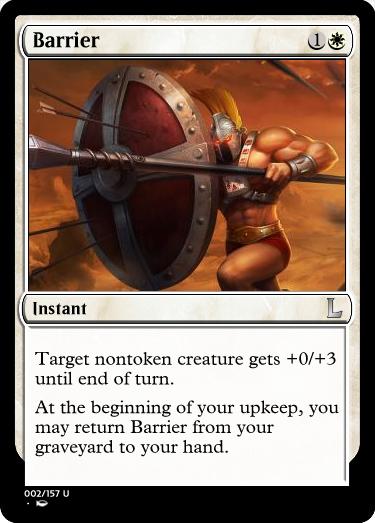 Barrier 1
Instant L
Target nontoken creature gets +0/+3
until end of turn.
At the beginning of your upkeep, you
may return Barrier from your
graveyard to your hand.
002/157 U